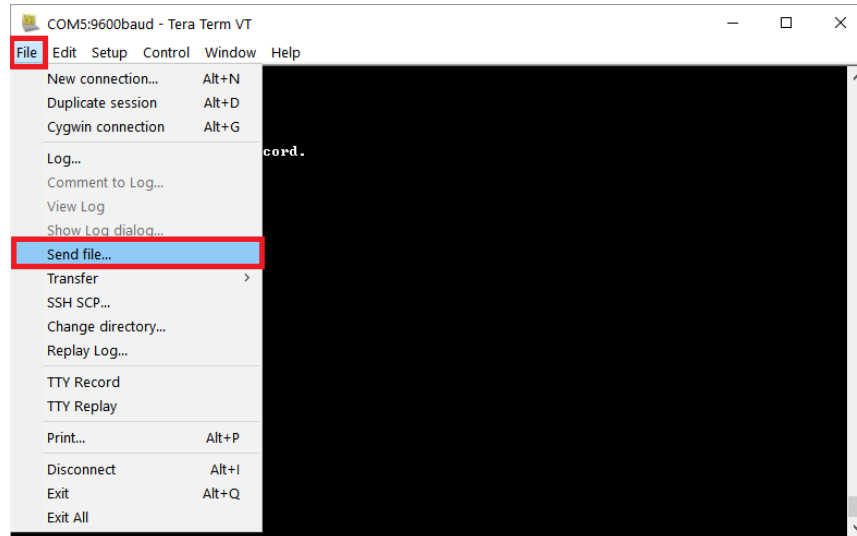 COM5:9600baud - Tera Term VT
File Edit Setup Control Window Help
New connection... Alt+N
Duplicate session Alt+D
Cygwin connection Alt+G
cord.
Log...
Comment to Log...
View Log
Show Log dialog...
Send file...
Transfer
SSH SCP...
Change directory...
Replay Log...
TTY Record
TTY Replay
Print... Alt+P
Disconnect Alt+I
Exit Alt+Q
Exit All